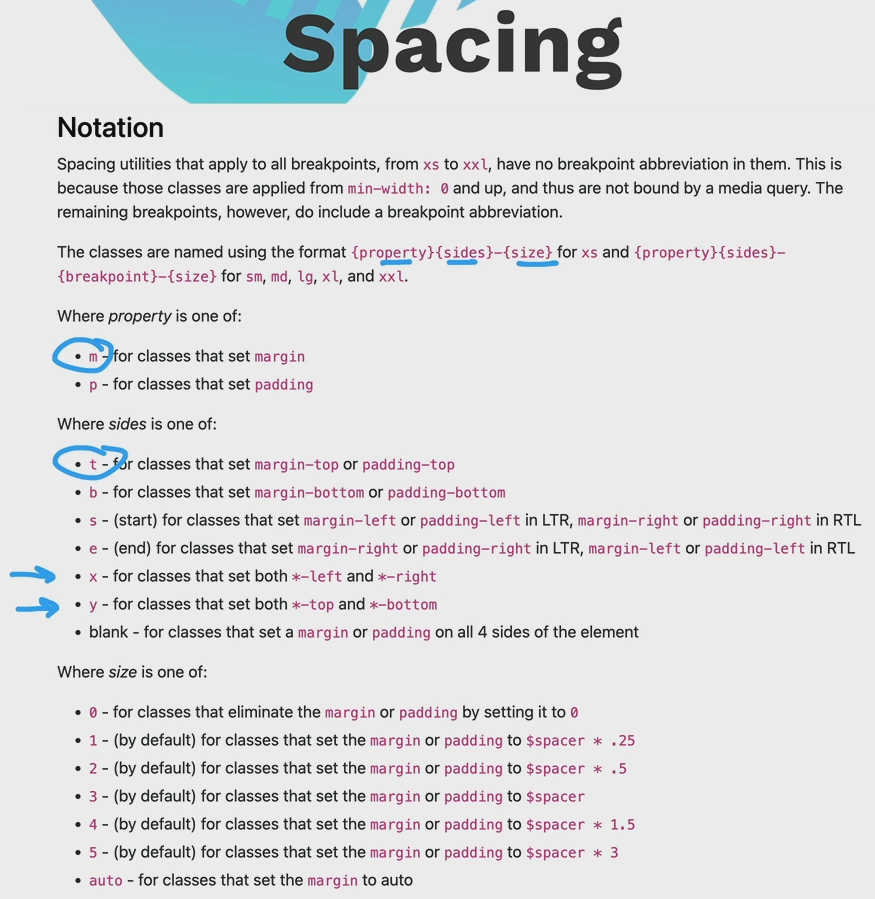 Spacing
Notation
Spacing utilities that apply to all breakpoints, from xs to xxl, have no breakpoint abbreviation in them. This is
because those classes are applied from min-width: 0 and up, and thus are not bound by a media query. The
remaining breakpoints, however, do include a breakpoint abbreviation.
The classes are named using the format {property}{sides}-{size} for xs and {property}{sides}-
{breakpoint}-{size} for sm, md, lg, xl, and xxl.
Where property is one of:
• m - for classes that set margin
• p - for classes that set padding
Where sides is one of:
• t - for classes that set margin-top or padding-top
• b - for classes that set margin-bottom or padding-bottom
• s - (start) for classes that set margin-left or padding-left in LTR, margin-right or padding-right in RTL
• e - (end) for classes that set margin-right or padding-right in LTR, margin-left or padding-left in RTL
• x - for classes that set both *-left and *-right
• y - for classes that set both *-top and *-bottom
• blank - for classes that set a margin or padding on all 4 sides of the element
Where size is one of:
• 0 - for classes that eliminate the margin or padding by setting it to 0
• 1 - (by default) for classes that set the margin or padding to $spacer * .25
• 2 - (by default) for classes that set the margin or padding to $spacer * .5
• 3 - (by default) for classes that set the margin or padding to $spacer
• 4 - (by default) for classes that set the margin or padding to $spacer * 1.5
• 5 - (by default) for classes that set the margin or padding to $spacer * 3
• auto - for classes that set the margin to auto